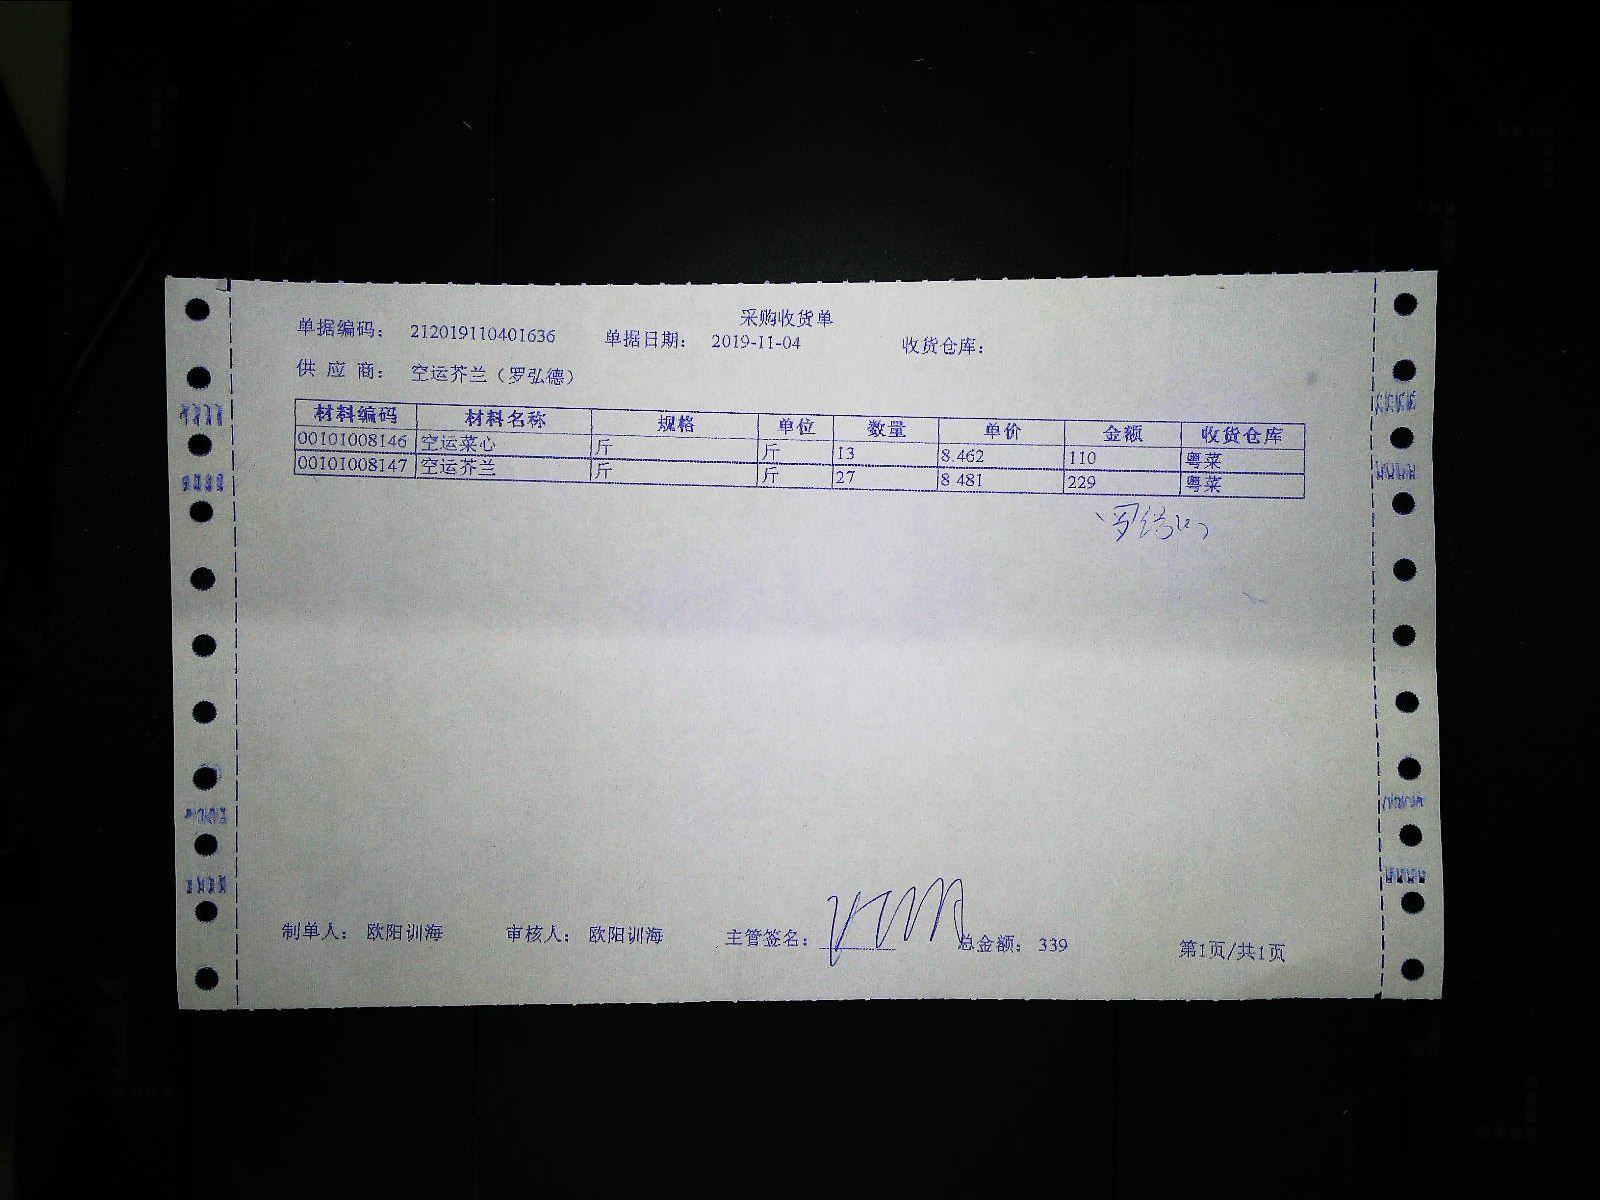 采购收货单
单据编码： 212019110401636 单据日期： 2019-11-04 收货仓库：
供 应 商： 空运芥兰（罗弘德）
材料编码 材料名称 规格 单位 数量 单价 金额 收货仓库
00101008146 空运菜心 斤 斤 13 8.462 110 粤菜
00101008147 空运芥兰 斤 斤 27 8 481 229 粤菜
制单人： 欧阳训海 审核人： 欧阳训海 主管签名： 总金额： 339 第1页/共1页